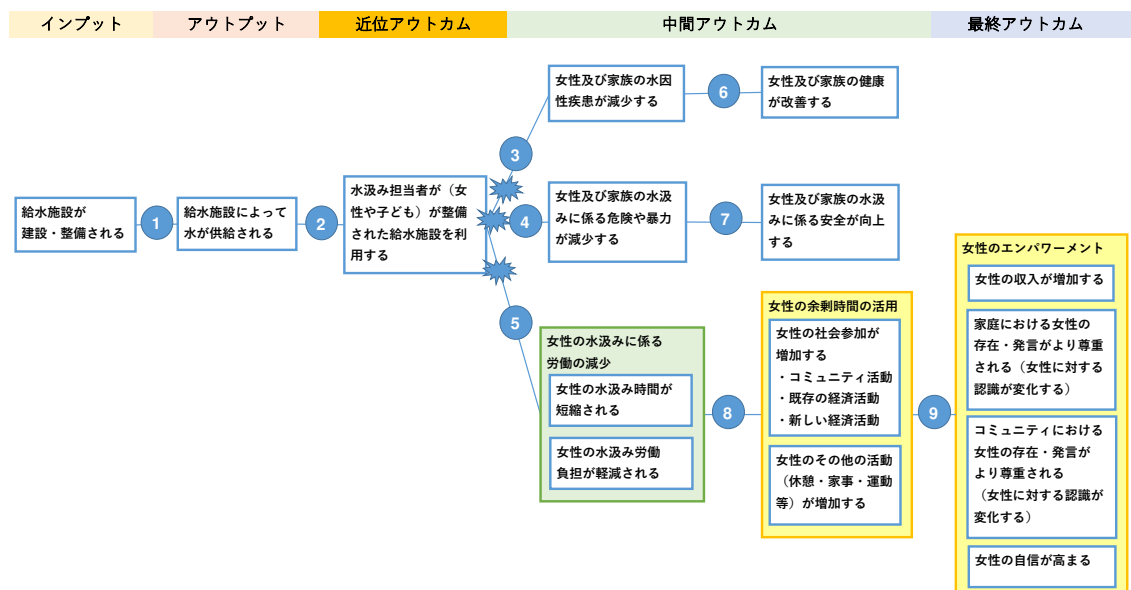 インプット
アウトプット
近位アウトカム
中間アウトカム
最終アウトカム
給水施設が
建設・整備される
1
給水施設によって
水が供給される
2
水汲み担当者が（女
性や子ども）が整備
された給水施設を利
用する
3
女性及び家族の水因
性疾患が減少する
6
女性及び家族の健康
が改善する
4
女性及び家族の水汲
みに係る危険や暴力
が減少する
7
女性及び家族の水汲
みに係る安全が向上
する
5
女性の水汲みに係る
労働の減少
女性の水汲み時間が
短縮される
女性の水汲み労働
負担が軽減される
8
女性の余剰時間の活用
女性の社会参加が
増加する
・コミュニティ活動
・既存の経済活動
・新しい経済活動
女性のその他の活動
（休憩・家事・運動
等）が増加する
9
女性のエンパワーメント
女性の収入が増加する
家庭における女性の
存在・発言がより尊重
される（女性に対する
認識が変化する）
コミュニティにおける
女性の存在・発言が
より尊重される
（女性に対する認識が
変化する）
女性の自信が高まる